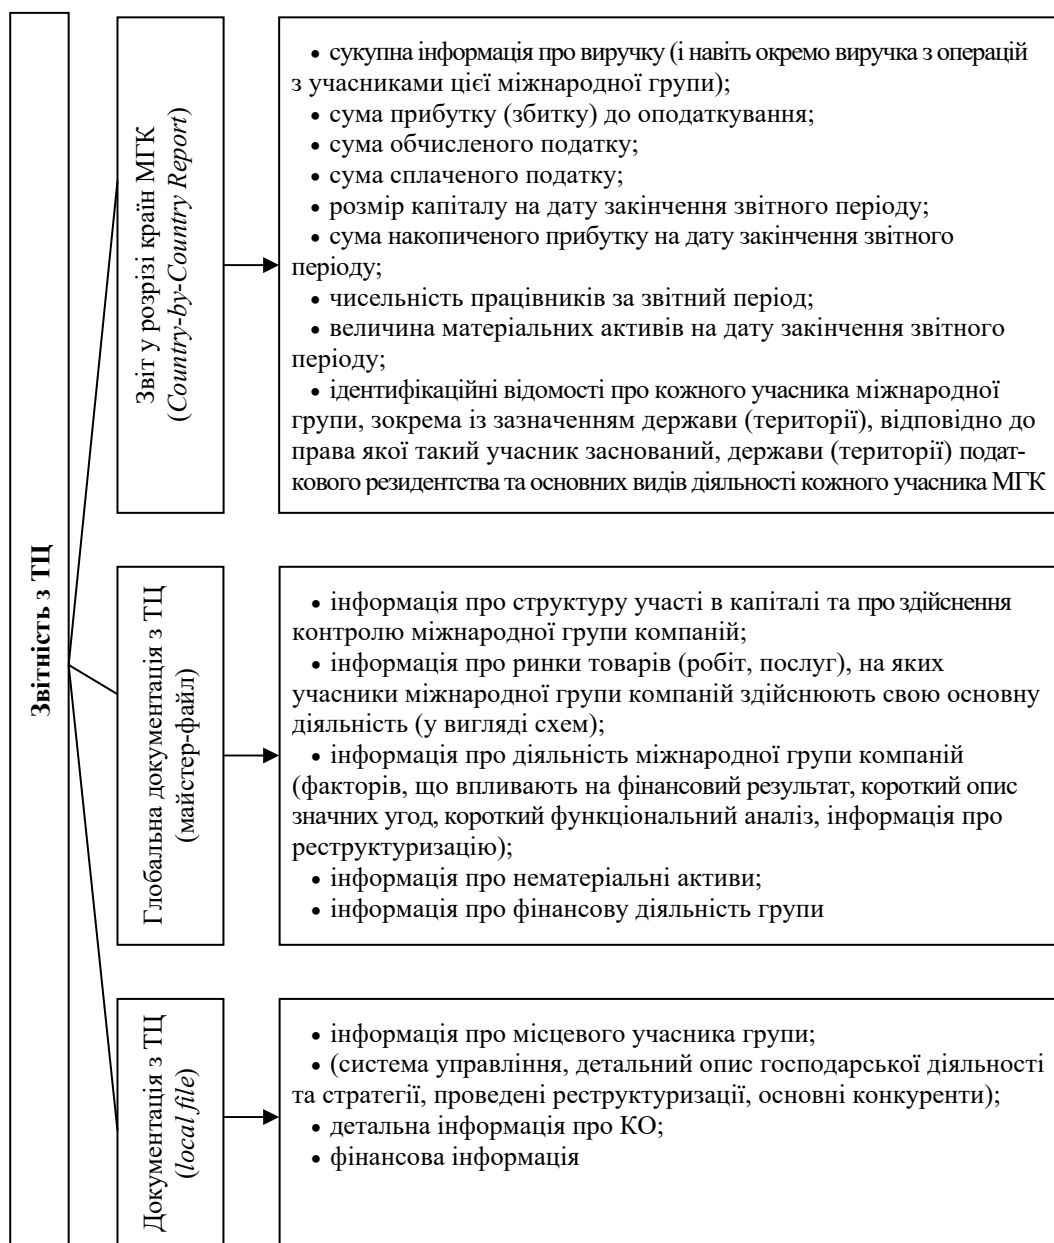 Звітність з ТЦ
Звіт у розрізі країн МГК
(Country-by-Country Report)
• сукупна інформація про виручку (і навіть окремо виручка з операцій
з учасниками цієї міжнародної групи);
• сума прибутку (збитку) до оподаткування;
• сума обчисленого податку;
• сума сплаченого податку;
• розмір капіталу на дату закінчення звітного періоду;
• сума накопиченого прибутку на дату закінчення звітного
періоду;
• чисельність працівників за звітний період;
• величина матеріальних активів на дату закінчення звітного
періоду;
• ідентифікаційні відомості про кожного учасника міжнародної
групи, зокрема із зазначенням держави (території), відповідно до
права якої такий учасник заснований, держави (території) подат-
кового резидентства та основних видів діяльності кожного учасника МГК
Глобальна документація з ТЦ
(майстер-файл)
• інформація про структуру участі в капіталі та про здійснення
контролю міжнародної групи компаній;
• інформація про ринки товарів (робіт, послуг), на яких
учасники міжнародної групи компаній здійснюють свою основну
діяльність (у вигляді схем);
• інформація про діяльність міжнародної групи компаній
(факторів, що впливають на фінансовий результат, короткий опис
значних угод, короткий функціональний аналіз, інформація про
реструктуризацію);
• інформація про нематеріальні активи;
• інформація про фінансову діяльність групи
Документація з ТЦ
(local file)
• інформація про місцевого учасника групи;
• (система управління, детальний опис господарської діяльності
та стратегії, проведені реструктуризації, основні конкуренти);
• детальна інформація про КО;
• фінансова інформація